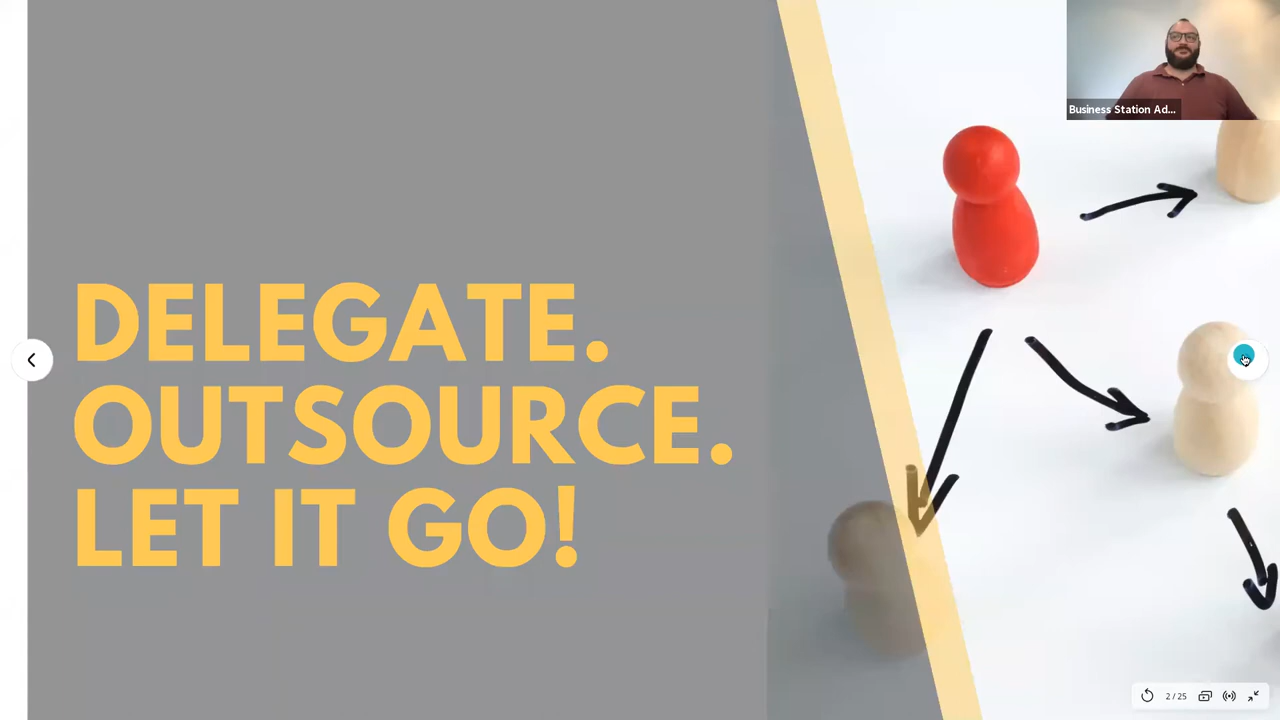 Business Station Ad...
DELEGATE.
OUTSOURCE.
LET IT GO!
2 / 25